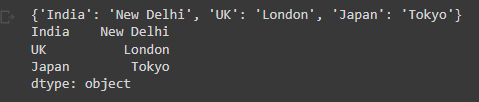 {'India': 'New Delhi', 'UK': 'London', 'Japan': 'Tokyo'}
India    New Delhi
UK          London
Japan        Tokyo
dtype: object